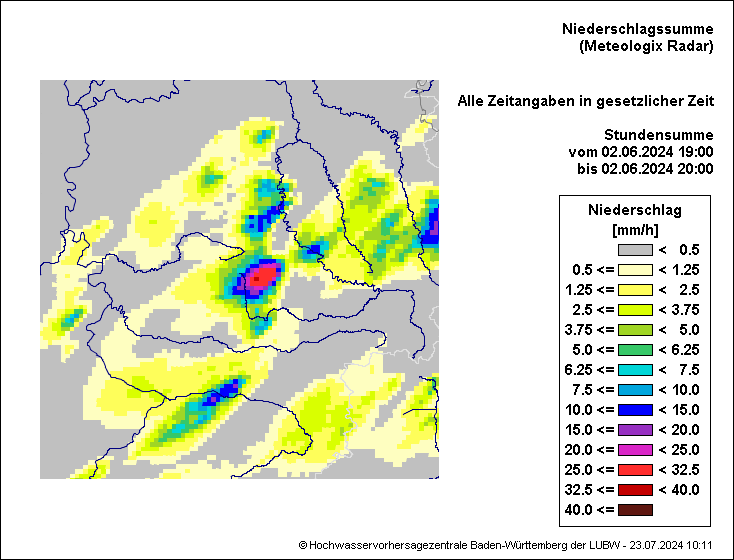 Niederschlagssumme
(Meteologix Radar)
Alle Zeitangaben in gesetzlicher Zeit
Stundensumme
vom 02.06.2024 19:00
bis 02.06.2024 20:00
Niederschlag
[mm/h]
< 0.5
0.5 <= < 1.25
1.25 <= < 2.5
2.5 <= < 3.75
3.75 <= < 5.0
5.0 <= < 6.25
6.25 <= < 7.5
7.5 <= < 10.0
10.0 <= < 15.0
15.0 <= < 20.0
20.0 <= < 25.0
25.0 <= < 32.5
32.5 <= < 40.0
40.0 <=
© Hochwasservorhersagezentrale Baden-Württemberg der LUBW - 23.07.2024 10:11